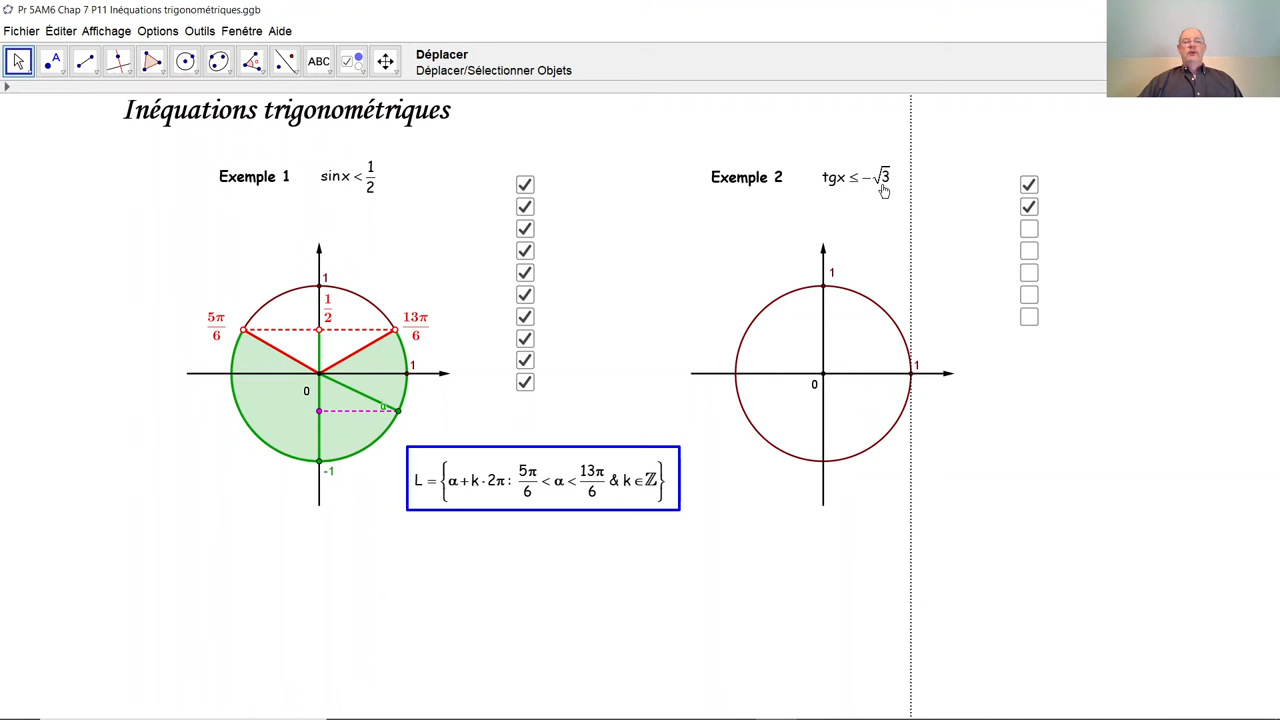 Pr 5AM6 Chap 7 P11 Inéquations trigonométriques.ggb
Fichier Éditer Affichage Options Outils Fenêtre Aide
A
ABC
Déplacer
Déplacer/Sélectionner Objets
Inéquations trigonométriques
Exemple 1 sinx < 1/2
1
1/2
5π/6
13π/6
1
0
α
-1
L = {α + k · 2π : 5π/6 < α < 13π/6 & k ∈ ℤ}
Exemple 2 tgx ≤ −√3
1
1
0